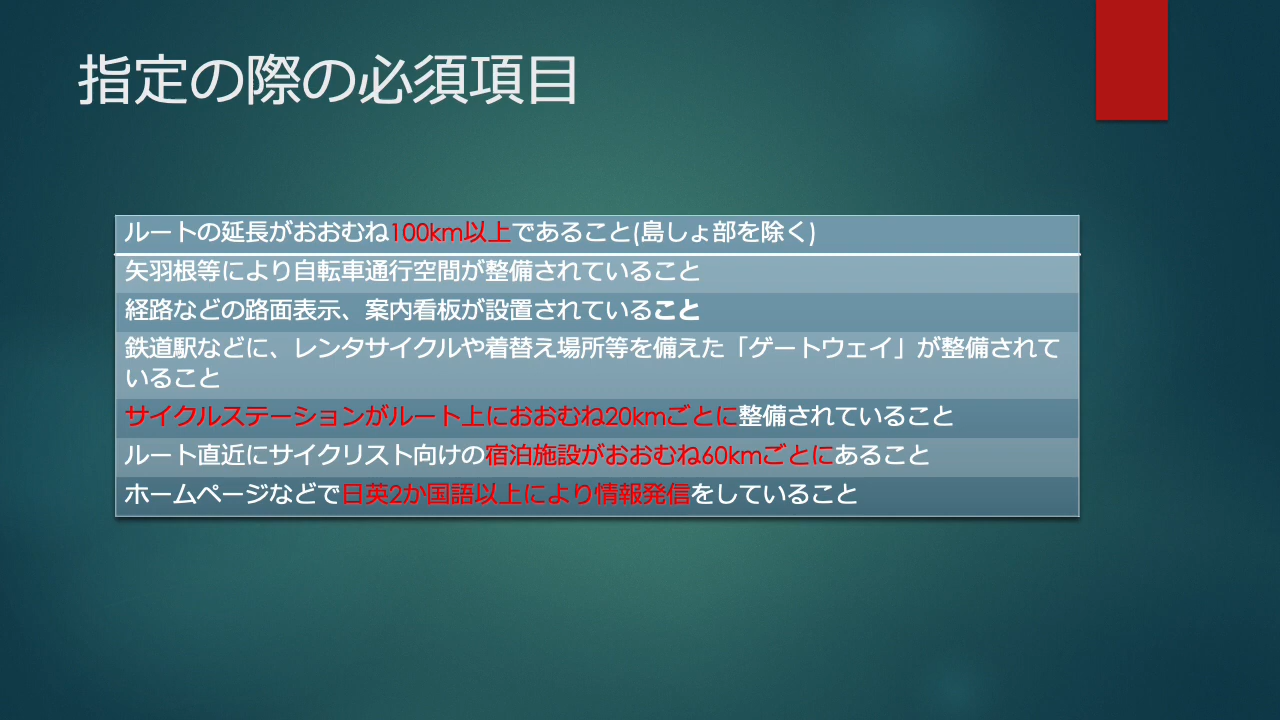 指定の際の必須項目
ルートの延長がおおむね100km以上であること(島しょ部を除く)
矢羽根等により自転車通行空間が整備されていること
経路などの路面表示、案内看板が設置されていること
鉄道駅などに、レンタサイクルや着替え場所等を備えた「ゲートウェイ」が整備されて
いること
サイクルステーションがルート上におおむね20kmごとに整備されていること
ルート直近にサイクリスト向けの宿泊施設がおおむね60kmごとにあること
ホームページなどで日英2か国語以上により情報発信をしていること